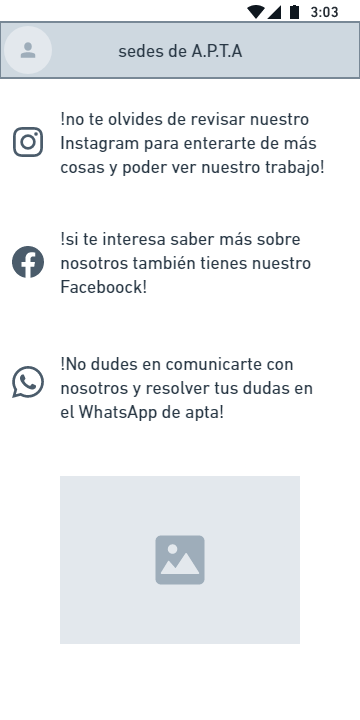 3:03
sedes de A.P.T.A
!no te olvides de revisar nuestro
Instagram para enterarte de más
cosas y poder ver nuestro trabajo!
!si te interesa saber más sobre
nosotros también tienes nuestro
Faceboock!
!No dudes en comunicarte con
nosotros y resolver tus dudas en
el WhatsApp de apta!